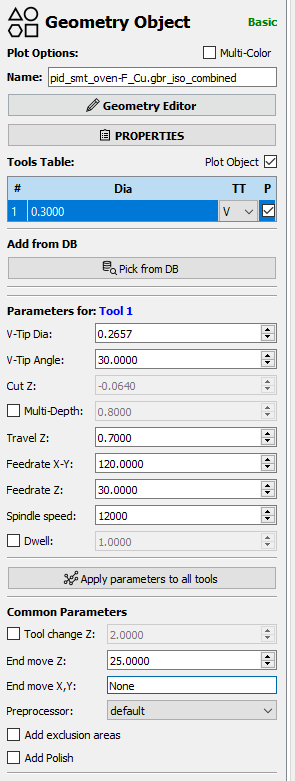 Geometry Object Basic
Plot Options: Multi-Color
Name: pid_smt_oven-F_Cu.gbr_iso_combined
Geometry Editor
PROPERTIES
Tools Table: Plot Object
# Dia TT P
1 0.3000 V
Add from DB
Pick from DB
Parameters for: Tool 1
V-Tip Dia: 0.2657
V-Tip Angle: 30.0000
Cut Z: -0.0640
Multi-Depth: 0.8000
Travel Z: 0.7000
Feedrate X-Y: 120.0000
Feedrate Z: 30.0000
Spindle speed: 12000
Dwell: 1.0000
Apply parameters to all tools
Common Parameters
Tool change Z: 2.0000
End move Z: 25.0000
End move X,Y: None
Preprocessor: default
Add exclusion areas
Add Polish